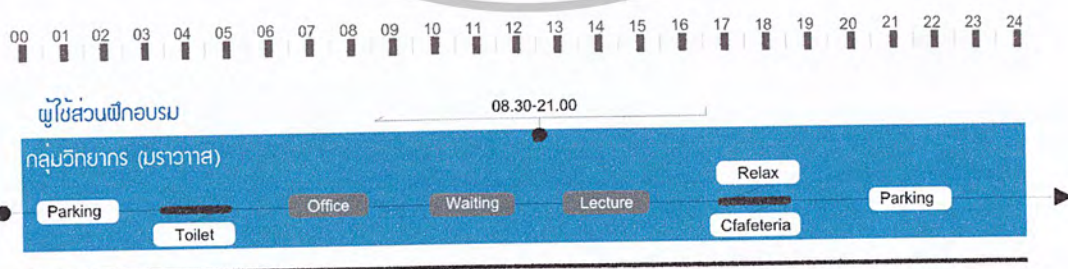 00 01 02 03 04 05 06 07 08 09 10 11 12 13 14 15 16 17 18 19 20 21 22 23 24
ผู้ใช้ส่วนฝึกอบรม
08.30-21.00
กลุ่มวิทยากร (มราวาาส)
Relax
Parking
Office
Waiting
Lecture
Parking
Toilet
Cfafeteria